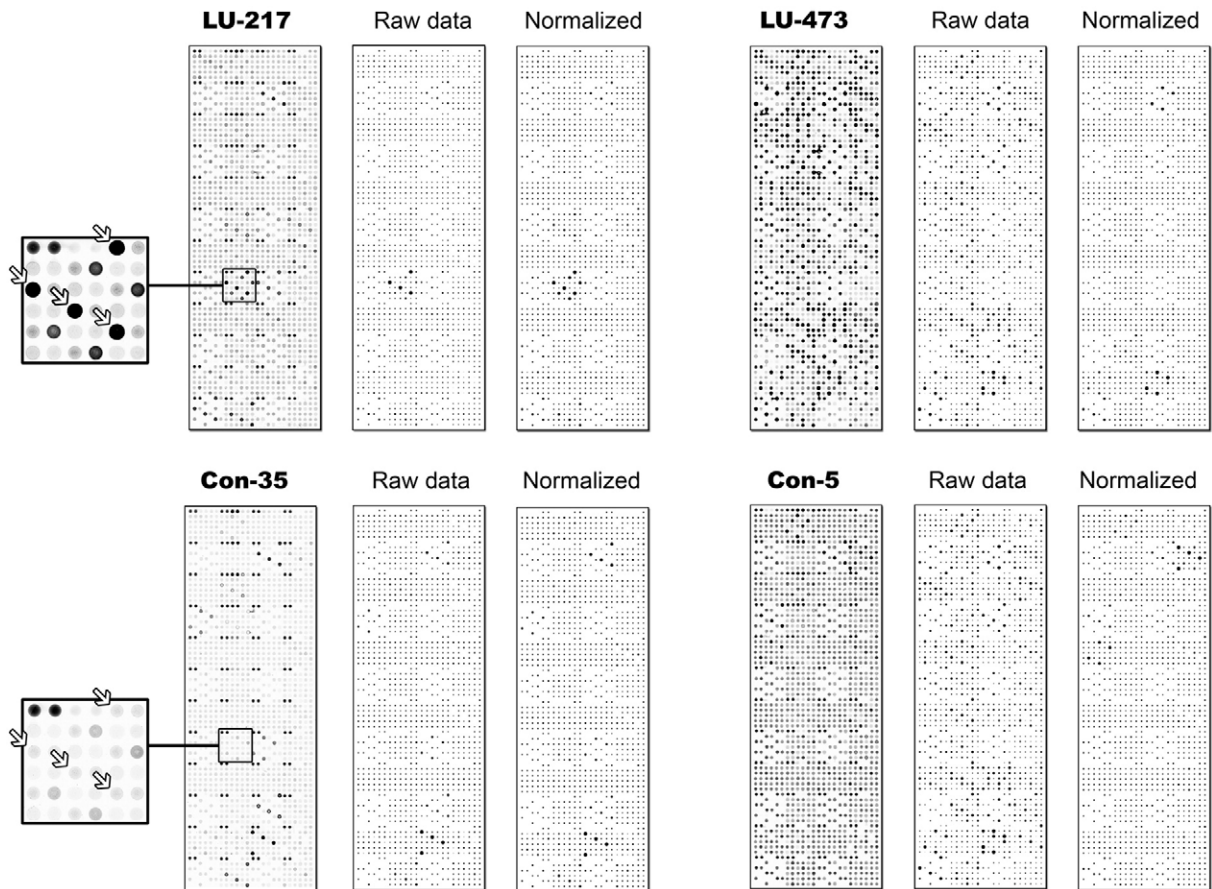 LU-217 Raw data Normalized LU-473 Raw data Normalized
Con-35 Raw data Normalized Con-5 Raw data Normalized